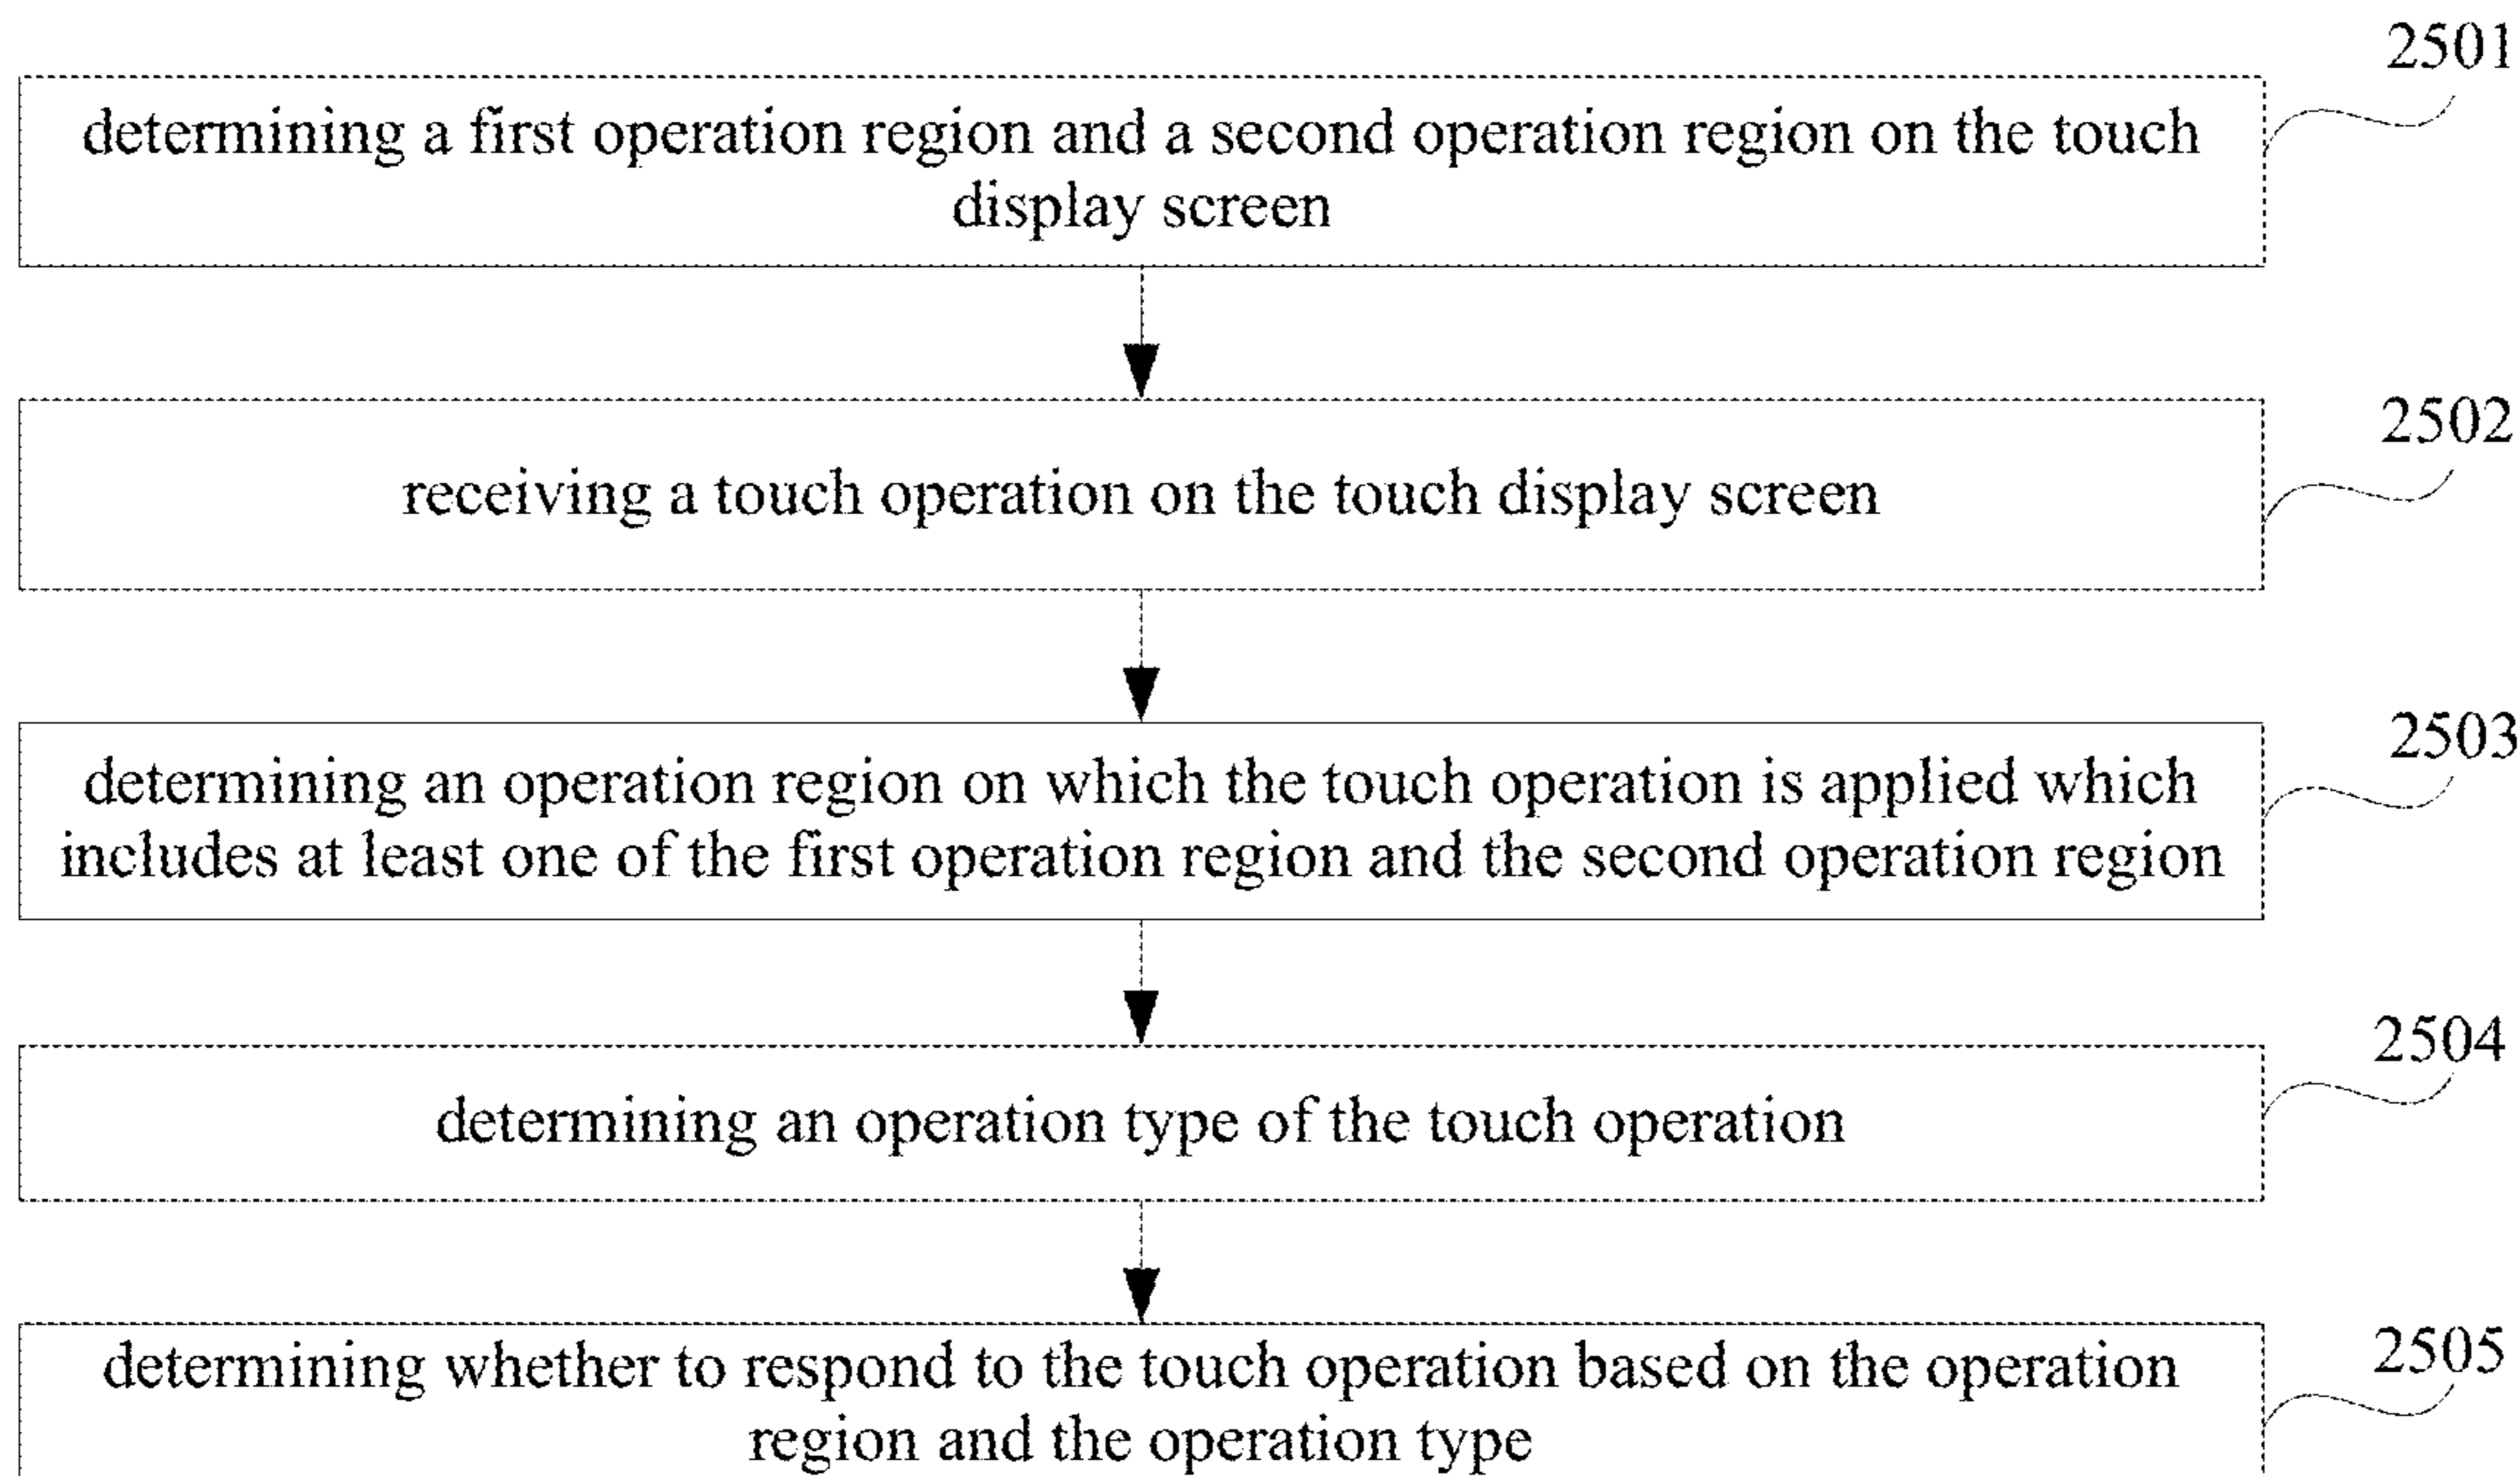 2501
determining a first operation region and a second operation region on the touch
display screen
2502
receiving a touch operation on the touch display screen
2503
determining an operation region on which the touch operation is applied which
includes at least one of the first operation region and the second operation region
2504
determining an operation type of the touch operation
2505
determining whether to respond to the touch operation based on the operation
region and the operation type